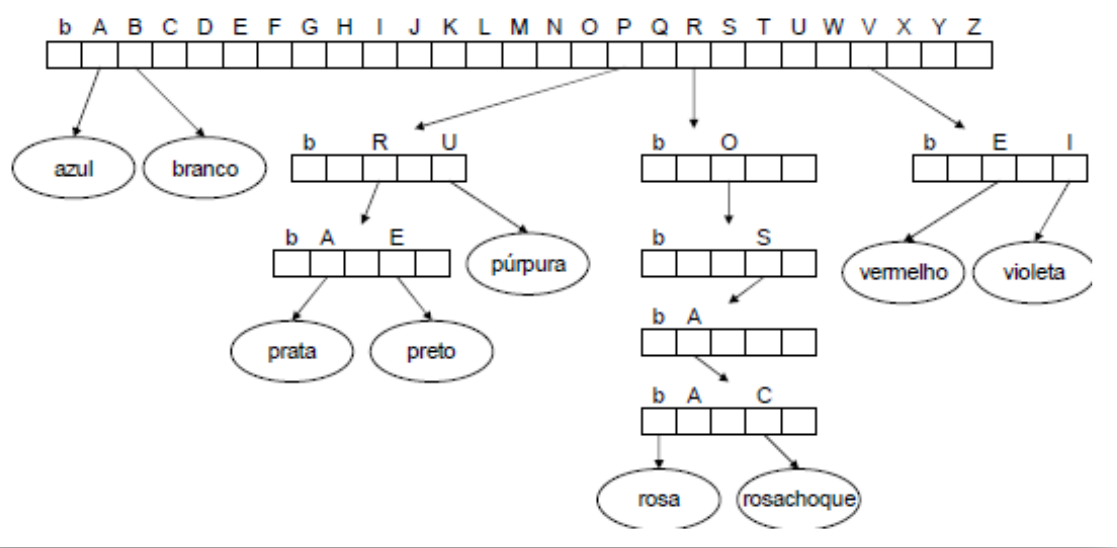 b A B C D E F G H I J K L M N O P Q R S T U W V X Y Z
azul branco
b R U
b O
b E I
b A E
púrpura
b S
vermelho violeta
prata preto
b A
b A C
rosa rosachoque